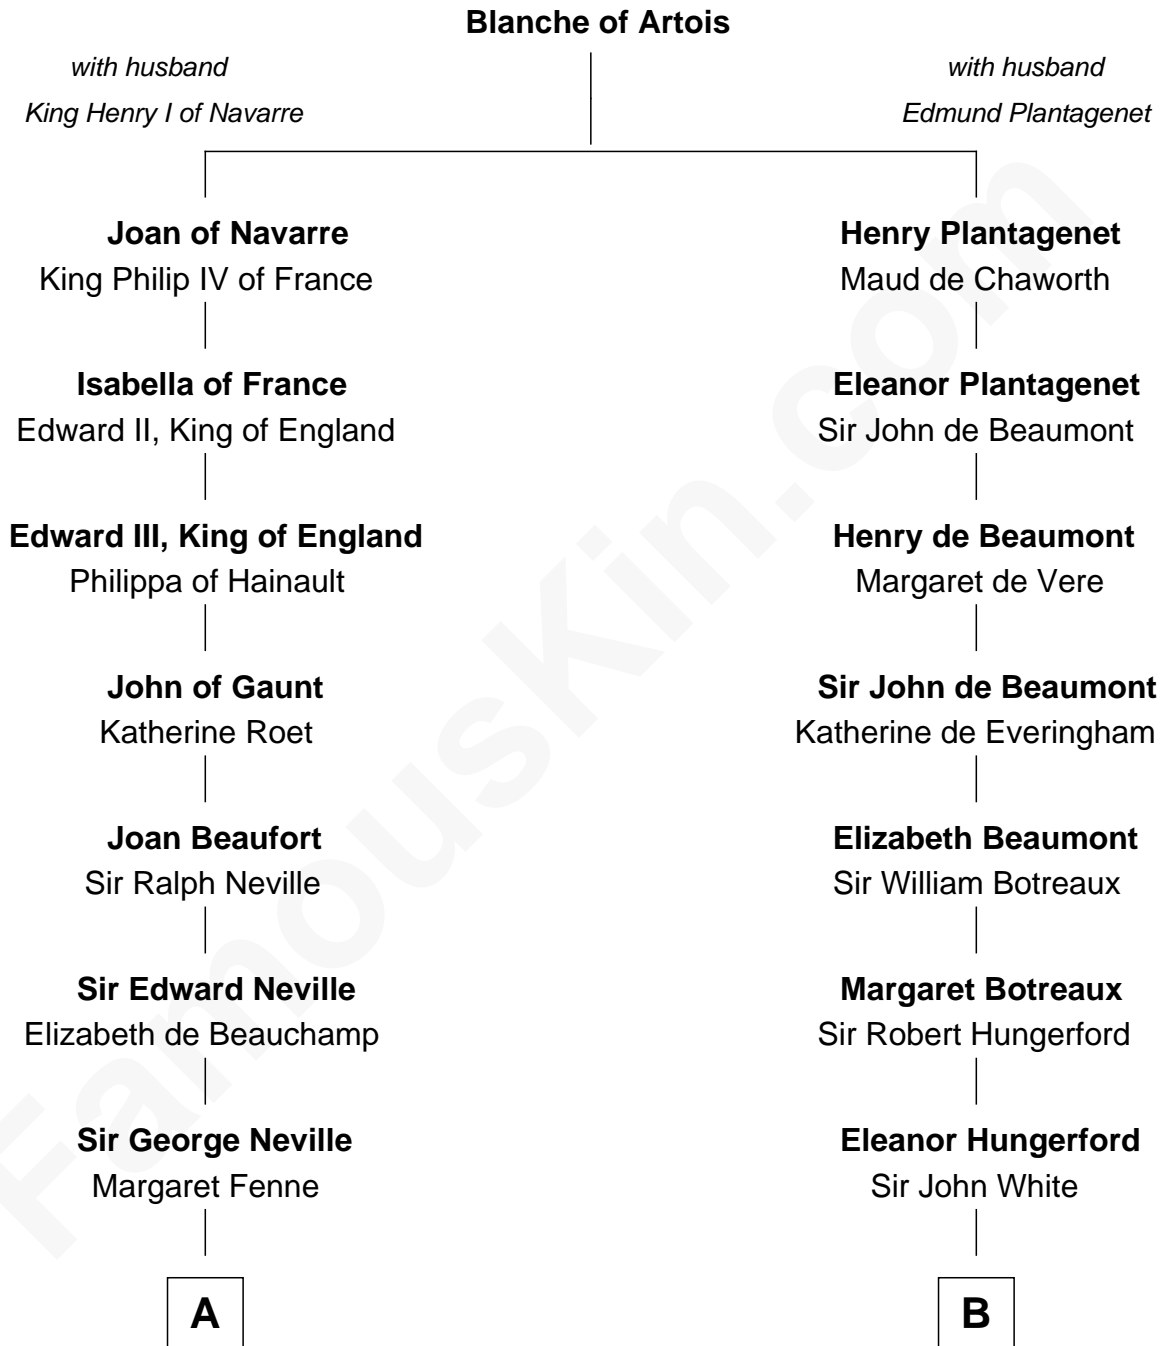 Blanche of Artois
with husband
King Henry I of Navarre
with husband
Edmund Plantagenet
Joan of Navarre
King Philip IV of France
Henry Plantagenet
Maud de Chaworth
Isabella of France
Edward II, King of England
Eleanor Plantagenet
Sir John de Beaumont
Edward III, King of England
Philippa of Hainault
Henry de Beaumont
Margaret de Vere
John of Gaunt
Katherine Roet
Sir John de Beaumont
Katherine de Everingham
Joan Beaufort
Sir Ralph Neville
Elizabeth Beaumont
Sir William Botreaux
Sir Edward Neville
Elizabeth de Beauchamp
Margaret Botreaux
Sir Robert Hungerford
Sir George Neville
Margaret Fenne
Eleanor Hungerford
Sir John White
A
B
FamousKin.com